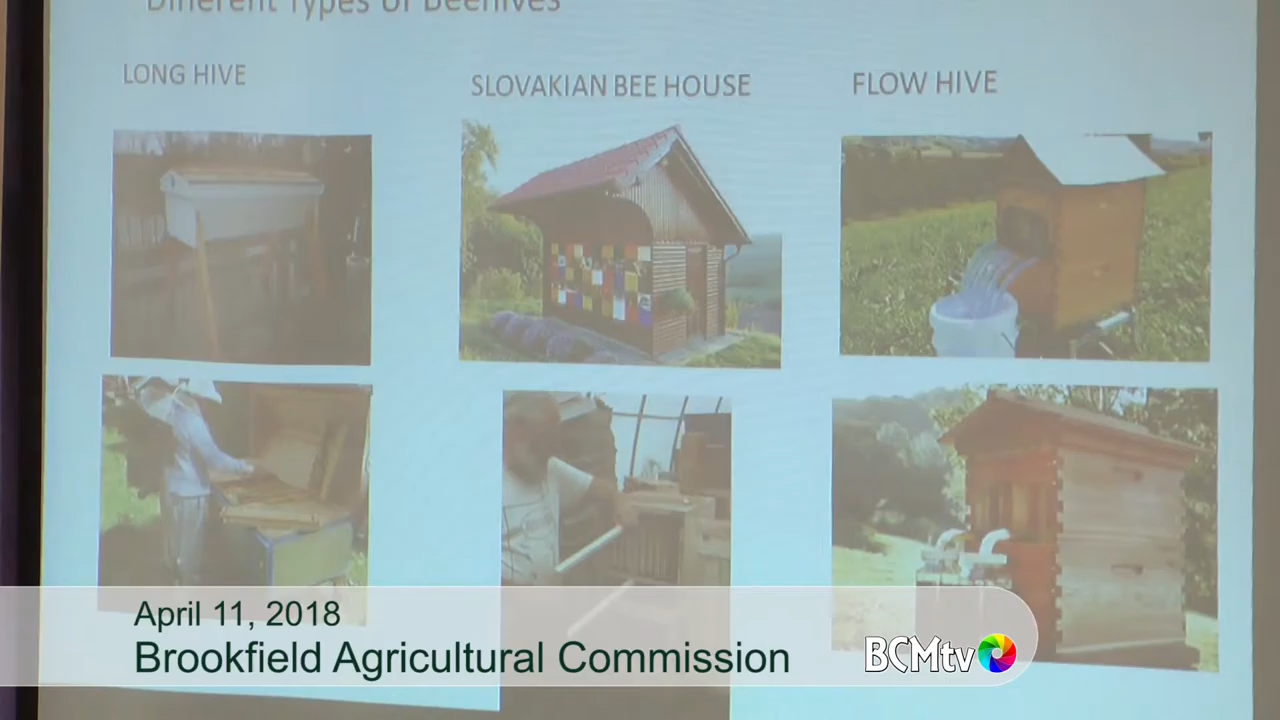 Different Types of Beehives
LONG HIVE
SLOVAKIAN BEE HOUSE
FLOW HIVE
April 11, 2018
Brookfield Agricultural Commission
BCMtv